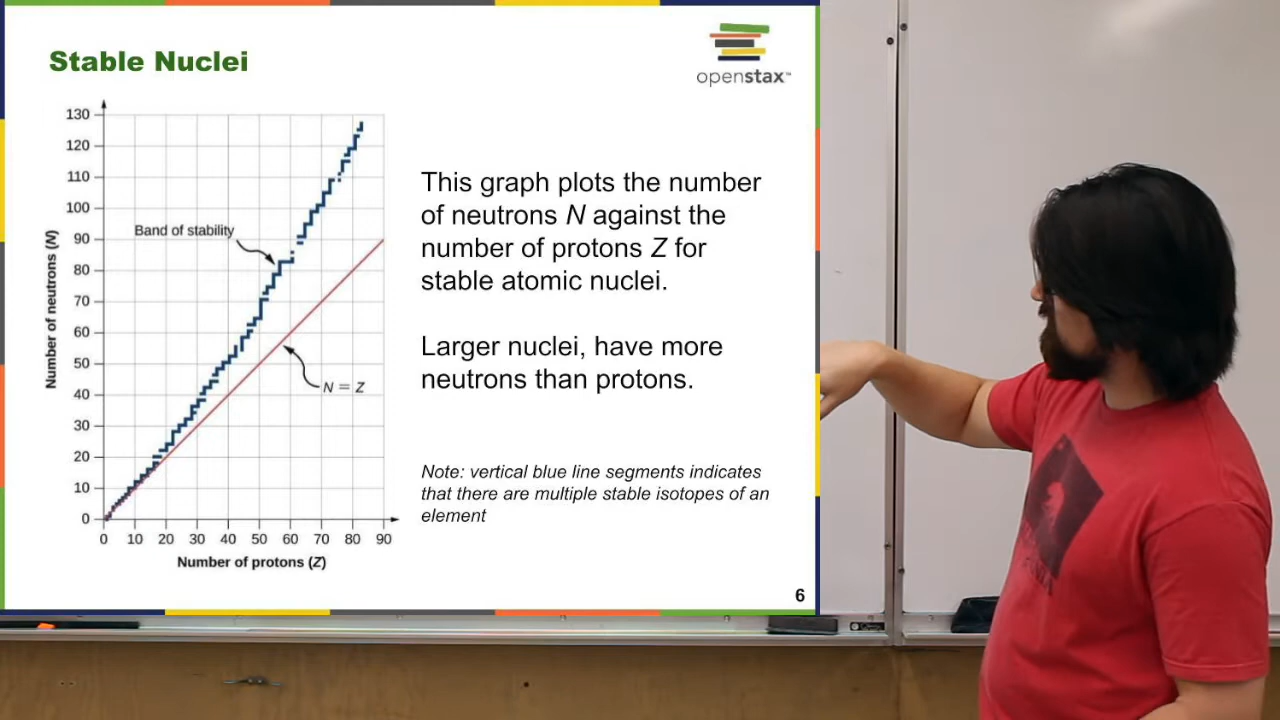 Stable Nuclei
openstax™
130
120
110
100
90
80
70
60
50
40
30
20
10
0
Number of neutrons (N)
Band of stability
N = Z
0 10 20 30 40 50 60 70 80 90
Number of protons (Z)
This graph plots the number
of neutrons N against the
number of protons Z for
stable atomic nuclei.
Larger nuclei, have more
neutrons than protons.
Note: vertical blue line segments indicates
that there are multiple stable isotopes of an
element
6